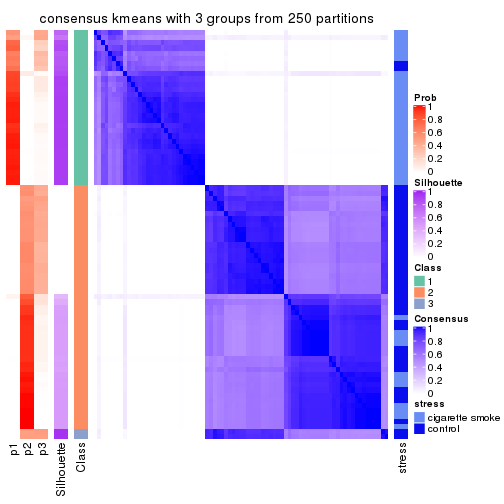 consensus kmeans with 3 groups from 250 partitions
Prob
1
0.8
0.6
0.4
0.2
0
Silhouette
1
0.8
0.6
0.4
0.2
0
Class
1
2
3
Consensus
1
0.8
0.6
0.4
0.2
0
stress
cigarette smoke
control
p1
p2
p3
Silhouette
Class
stress